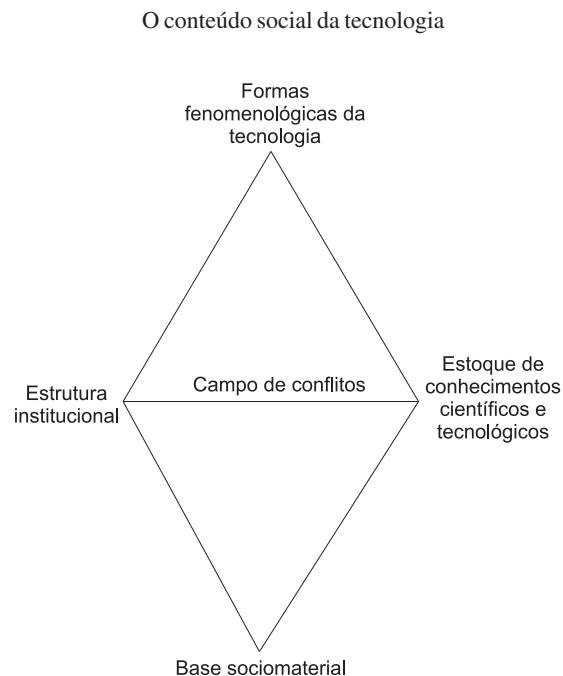 O conteúdo social da tecnologia
Formas
fenomenológicas da
tecnologia
Campo de conflitos
Estrutura
institucional
Estoque de
conhecimentos
científicos e
tecnológicos
Base sociomaterial